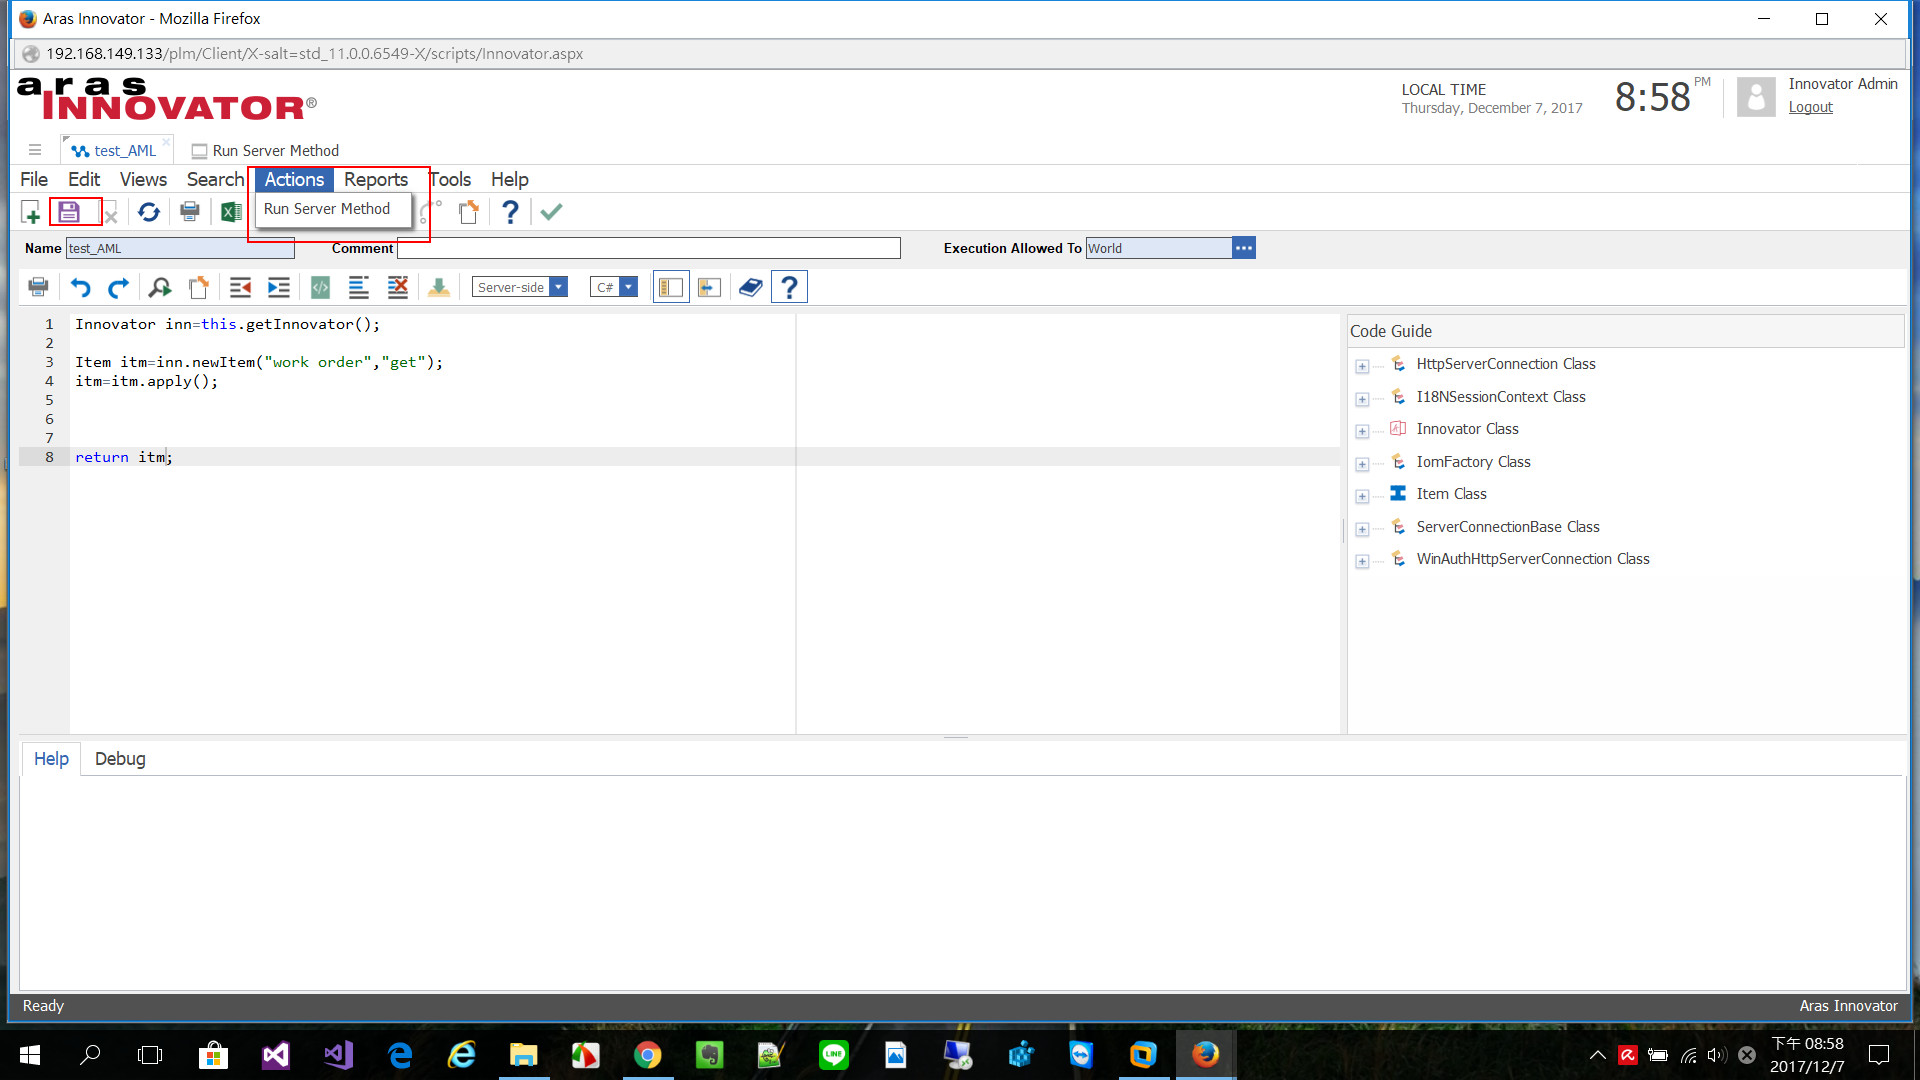 Aras Innovator - Mozilla Firefox
192.168.149.133/plm/Client/X-salt=std_11.0.0.6549-X/scripts/Innovator.aspx
aras
INNOVATOR®
LOCAL TIME
Thursday, December 7, 2017
8:58 PM
Innovator Admin
Logout
test_AML
Run Server Method
File Edit Views Search Actions Reports Tools Help
Run Server Method
Name test_AML Comment Execution Allowed To World
Server-side C#
1 Innovator inn=this.getInnovator();
2
3 Item itm=inn.newItem("work order","get");
4 itm=itm.apply();
5
6
7
8 return itm;
Code Guide
HttpServerConnection Class
I18NSessionContext Class
Innovator Class
IomFactory Class
Item Class
ServerConnectionBase Class
WinAuthHttpServerConnection Class
Help Debug
Ready
Aras Innovator
LINE
下午 08:58
2017/12/7